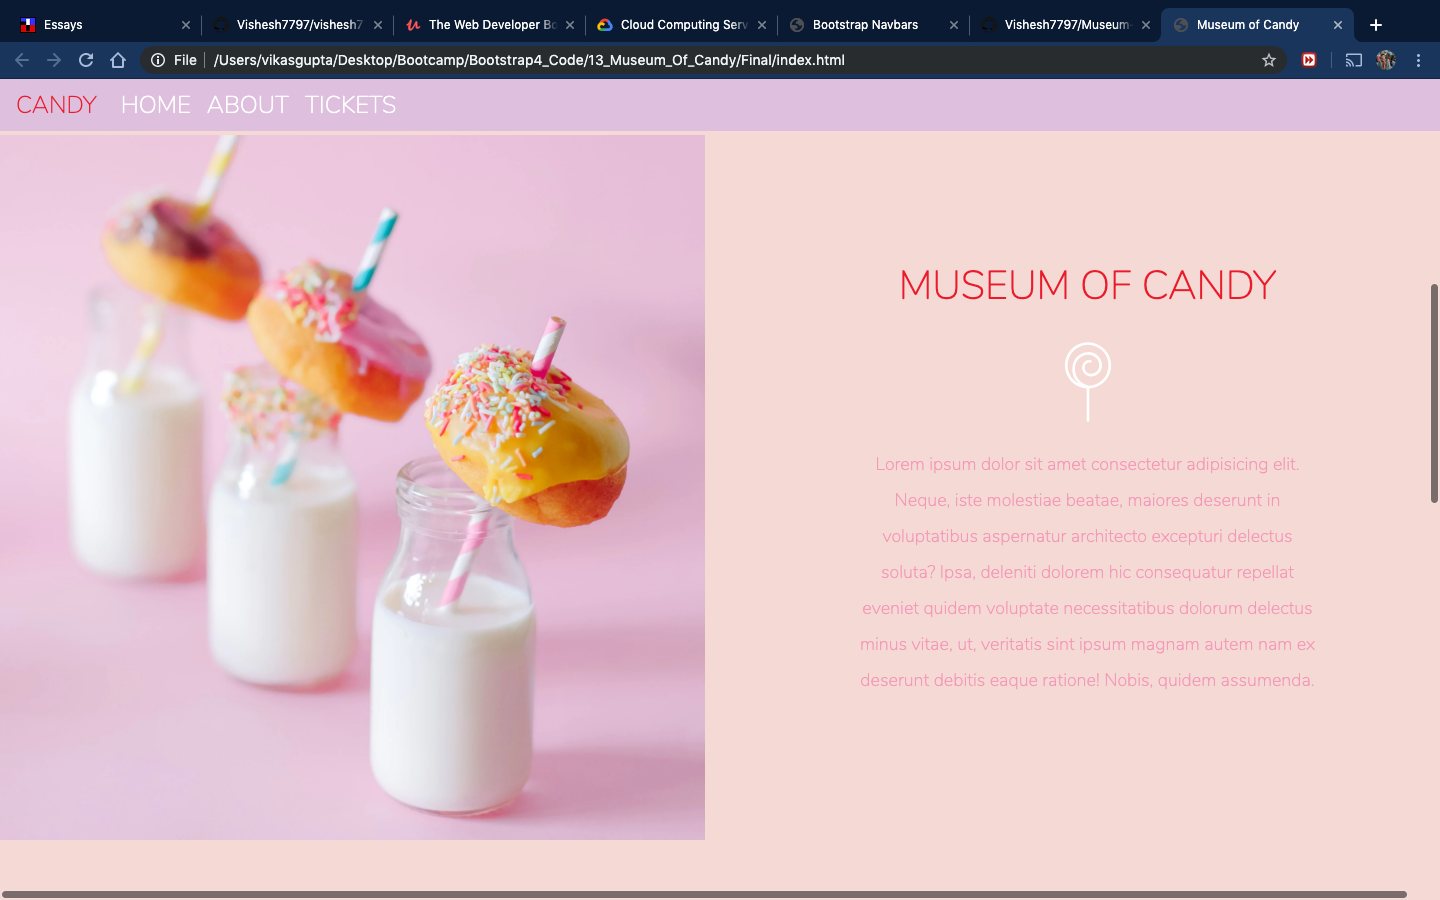 Essays
Vishesh7797/vishesh7
The Web Developer Bo
Cloud Computing Serv
Bootstrap Navbars
Vishesh7797/Museum-
Museum of Candy
File
/Users/vikasgupta/Desktop/Bootcamp/Bootstrap4_Code/13_Museum_Of_Candy/Final/index.html
CANDY HOME ABOUT TICKETS
MUSEUM OF CANDY
Lorem ipsum dolor sit amet consectetur adipisicing elit.
Neque, iste molestiae beatae, maiores deserunt in
voluptatibus aspernatur architecto excepturi delectus
soluta? Ipsa, deleniti dolorem hic consequatur repellat
eveniet quidem voluptate necessitatibus dolorum delectus
minus vitae, ut, veritatis sint ipsum magnam autem nam ex
deserunt debitis eaque ratione! Nobis, quidem assumenda.